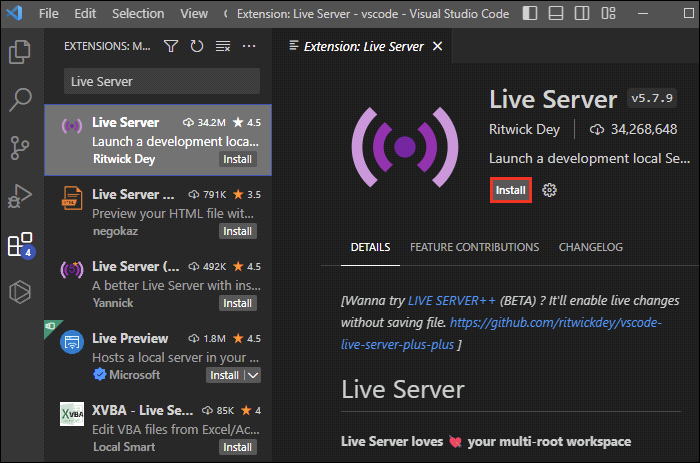 File Edit Selection View ··· Extension: Live Server - vscode - Visual Studio Code
EXTENSIONS: M...
Live Server
Live Server 34.2M 4.5
Launch a development loca...
Ritwick Dey Install
Live Server ... 791K 3.5
Preview your HTML file wit...
negokaz Install
Live Server (... 492K 4.5
A better Live Server with ins...
Yannick Install
Live Preview 1.8M 4.5
Hosts a local server in your ...
Microsoft Install
XVBA - Live Se... 85K 4
Edit VBA files from Excel/Ac...
Local Smart Install
4
Extension: Live Server
Live Server v5.7.9
Ritwick Dey 34,268,648
Launch a development local Se...
Install
DETAILS FEATURE CONTRIBUTIONS CHANGELOG
[Wanna try LIVE SERVER++ (BETA) ? It'll enable live changes
without saving file. https://github.com/ritwickdey/vscode-
live-server-plus-plus ]
Live Server
Live Server loves 💘 your multi-root workspace